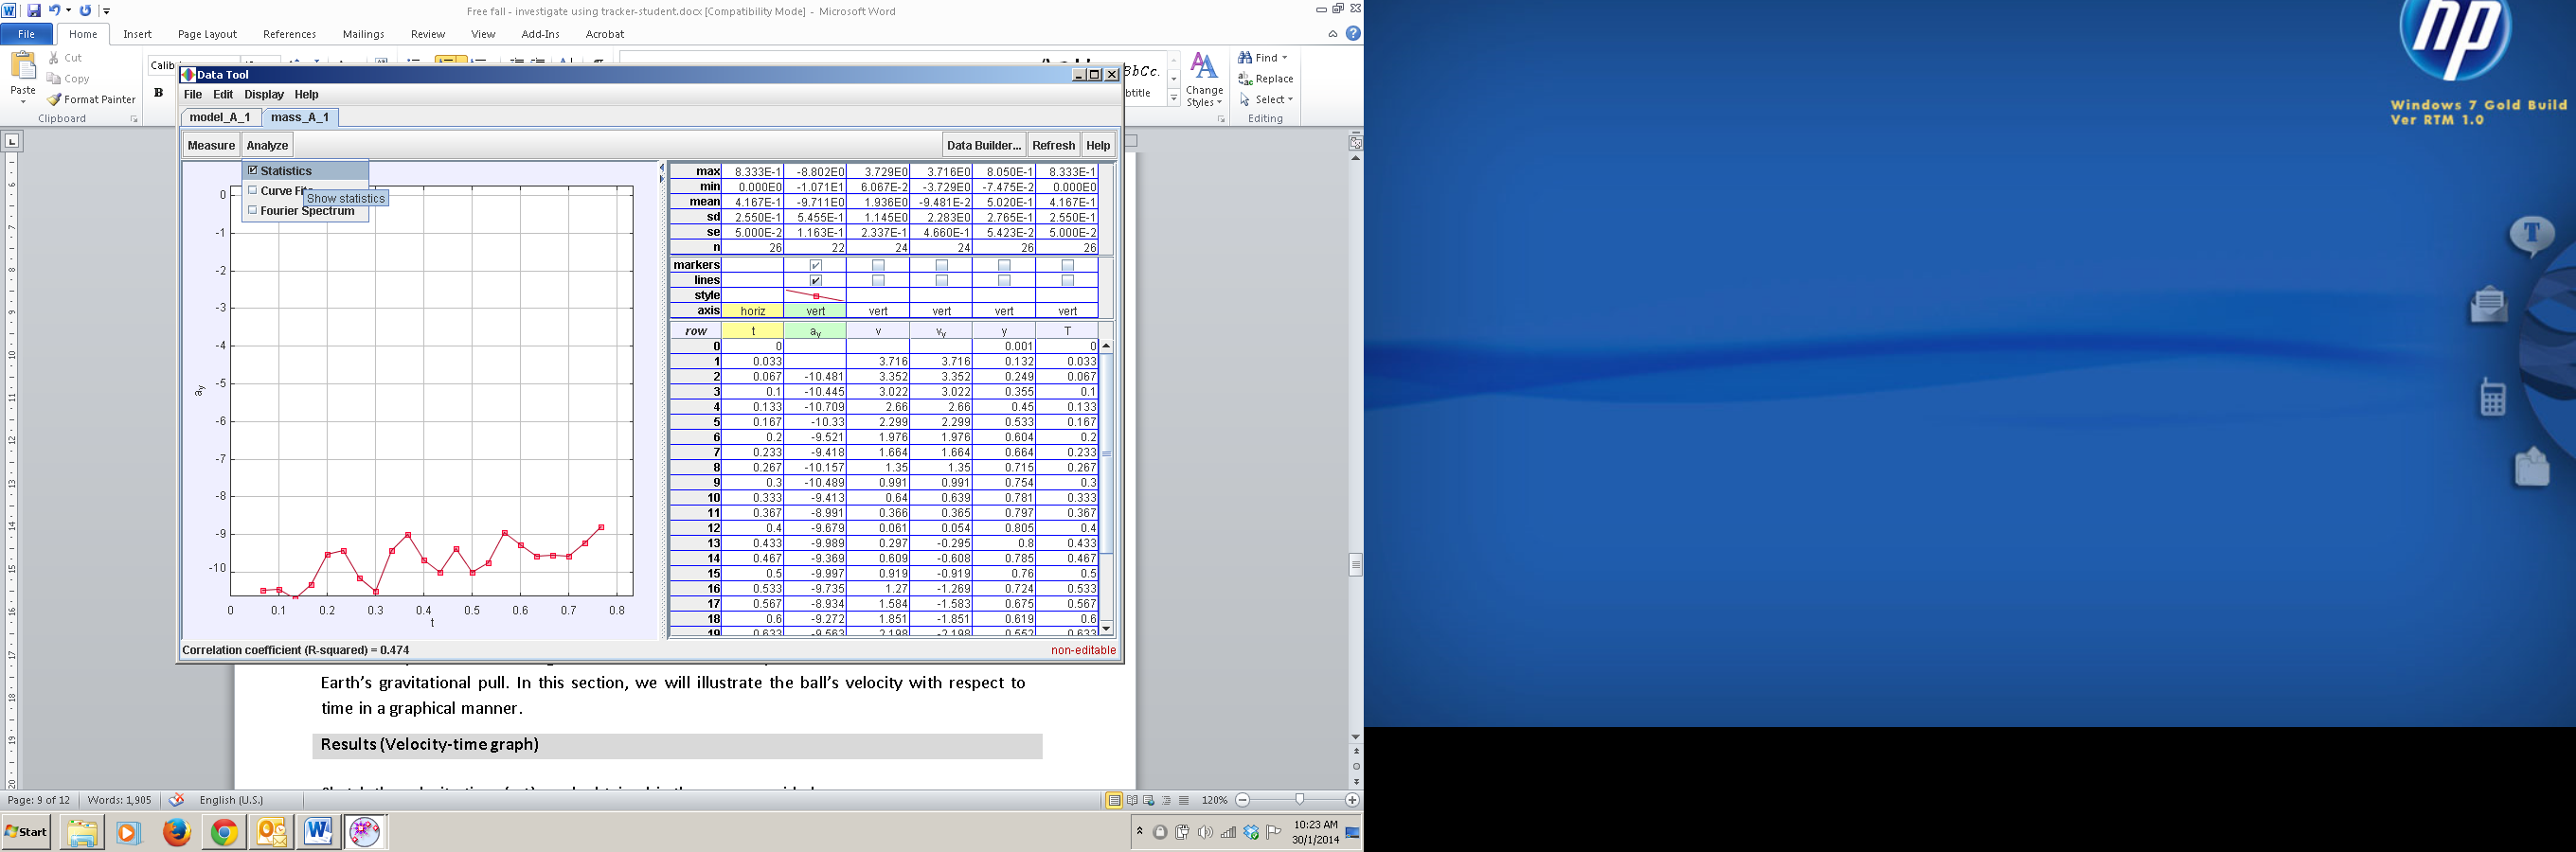 Free fall - investigate using tracker-student.docx [Compatibility Mode] - Microsoft Word
File Home Insert Page Layout References Mailings Review View Add-Ins Acrobat
Cut
Copy
Format Painter
Paste
Clipboard
B
Change Styles
Find
Replace
Select
Editing
Data Tool
File Edit Display Help
model_A_1 mass_A_1
Measure Analyze Data Builder... Refresh Help
Statistics
Curve
Show statistics
Fourier Spectrum
0
-1
-2
-3
-4
-5
-6
-7
-8
-9
-10
ay
0 0.1 0.2 0.3 0.4 0.5 0.6 0.7 0.8
t
max 8.333E-1 -8.802E0 3.729E0 3.716E0 8.050E-1 8.333E-1
min 0.000E0 -1.071E1 6.067E-2 -3.729E0 -7.475E-2 0.000E0
mean 4.167E-1 -9.711E0 1.936E0 -9.481E-2 5.020E-1 4.167E-1
sd 2.550E-1 5.455E-1 1.145E0 2.283E0 2.765E-1 2.550E-1
se 5.000E-2 1.163E-1 2.337E-1 4.660E-1 5.423E-2 5.000E-2
n 26 22 24 24 26 26
markers
lines
style
axis horiz vert vert vert vert vert
row t ay v vy y T
0 0 0.001 0
1 0.033 3.716 3.716 0.132 0.033
2 0.067 -10.481 3.352 3.352 0.249 0.067
3 0.1 -10.445 3.022 3.022 0.355 0.1
4 0.133 -10.709 2.66 2.66 0.45 0.133
5 0.167 -10.33 2.299 2.299 0.533 0.167
6 0.2 -9.521 1.976 1.976 0.604 0.2
7 0.233 -9.418 1.664 1.664 0.664 0.233
8 0.267 -10.157 1.35 1.35 0.715 0.267
9 0.3 -10.489 0.991 0.991 0.754 0.3
10 0.333 -9.413 0.64 0.639 0.781 0.333
11 0.367 -8.991 0.366 0.365 0.797 0.367
12 0.4 -9.679 0.061 0.054 0.805 0.4
13 0.433 -9.989 0.297 -0.295 0.8 0.433
14 0.467 -9.369 0.609 -0.608 0.785 0.467
15 0.5 -9.997 0.919 -0.919 0.76 0.5
16 0.533 -9.735 1.27 -1.269 0.724 0.533
17 0.567 -8.934 1.584 -1.583 0.675 0.567
18 0.6 -9.272 1.851 -1.851 0.619 0.6
19 0.633 -9.563 2.198 -2.198 0.552 0.633
Correlation coefficient (R-squared) = 0.474
non-editable
Earth's gravitational pull. In this section, we will illustrate the ball's velocity with respect to
time in a graphical manner.
Results (Velocity-time graph)
Page: 9 of 12 Words: 1,905 English (U.S.) 120%
Start
10:23 AM
30/1/2014
hp
Windows 7 Gold Build
Ver RTM 1.0